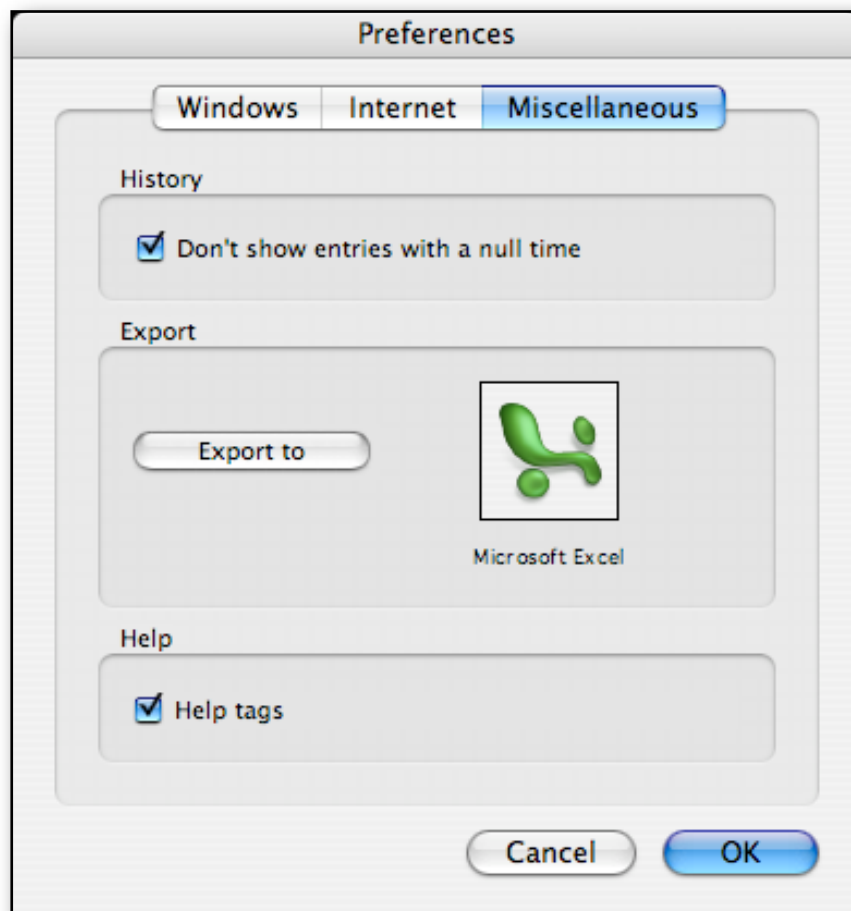 Preferences
Windows Internet Miscellaneous
History
Don't show entries with a null time
Export
Export to
Microsoft Excel
Help
Help tags
Cancel OK